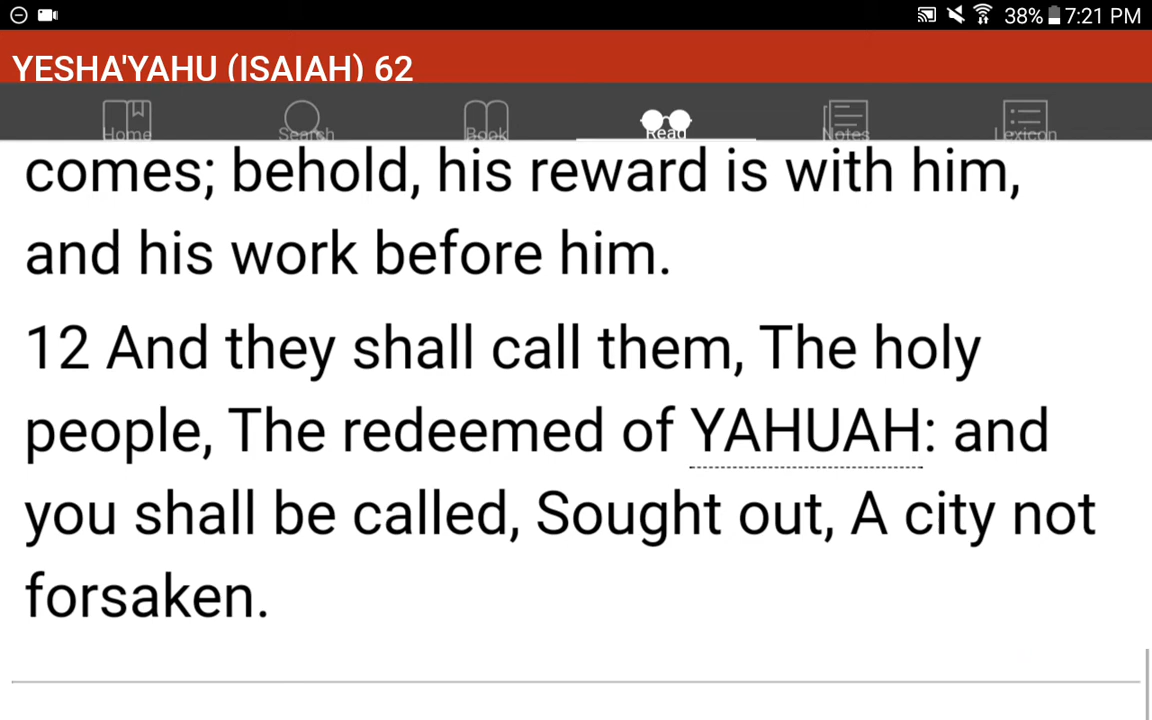 38% 7:21 PM
YESHA'YAHU (ISAIAH) 62
Home Search Book Read Notes Lexicon
comes; behold, his reward is with him,
and his work before him.
12 And they shall call them, The holy
people, The redeemed of YAHUAH: and
you shall be called, Sought out, A city not
forsaken.